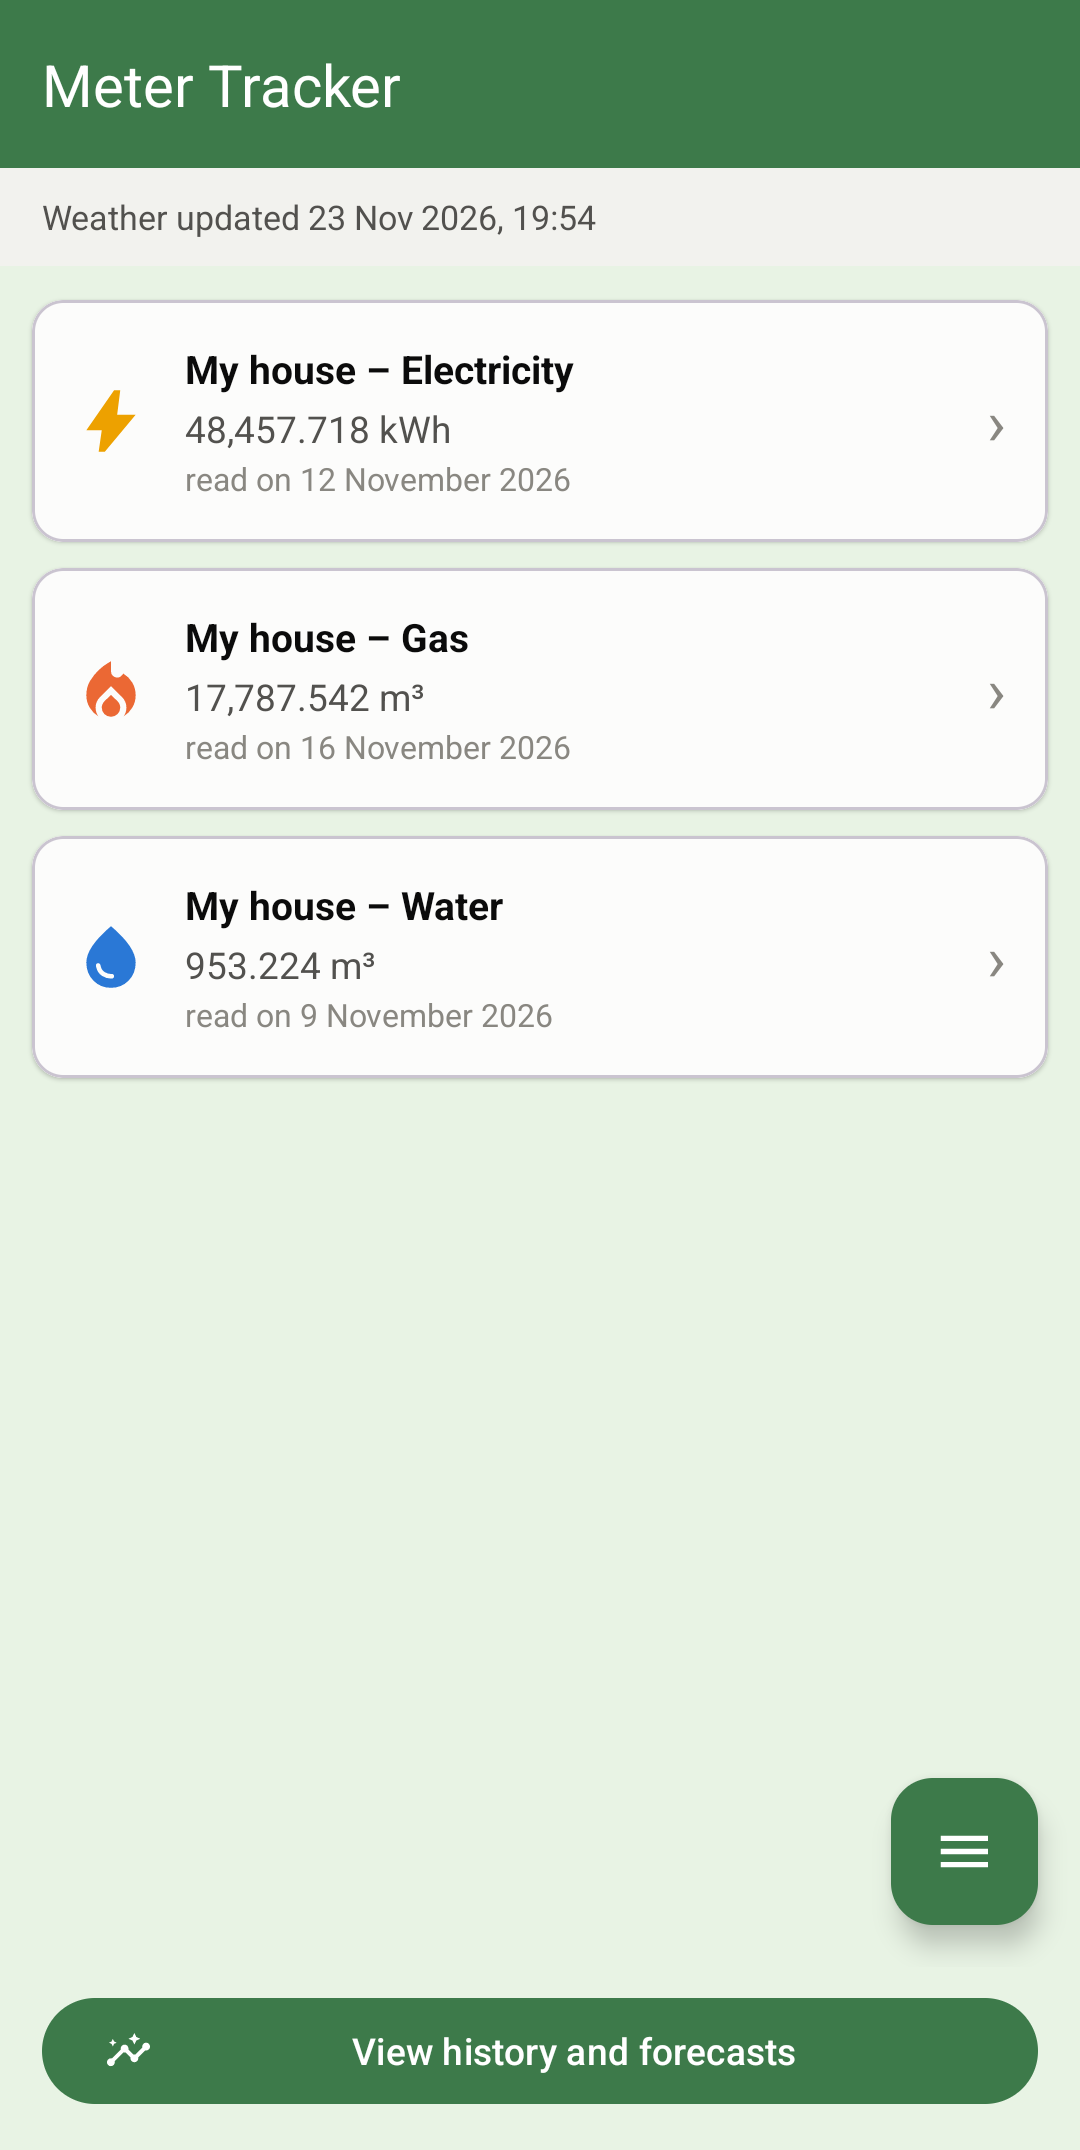 Meter Tracker
Weather updated 23 Nov 2026, 19:54
My house – Electricity
48,457.718 kWh
read on 12 November 2026
My house – Gas
17,787.542 m³
read on 16 November 2026
My house – Water
953.224 m³
read on 9 November 2026
View history and forecasts